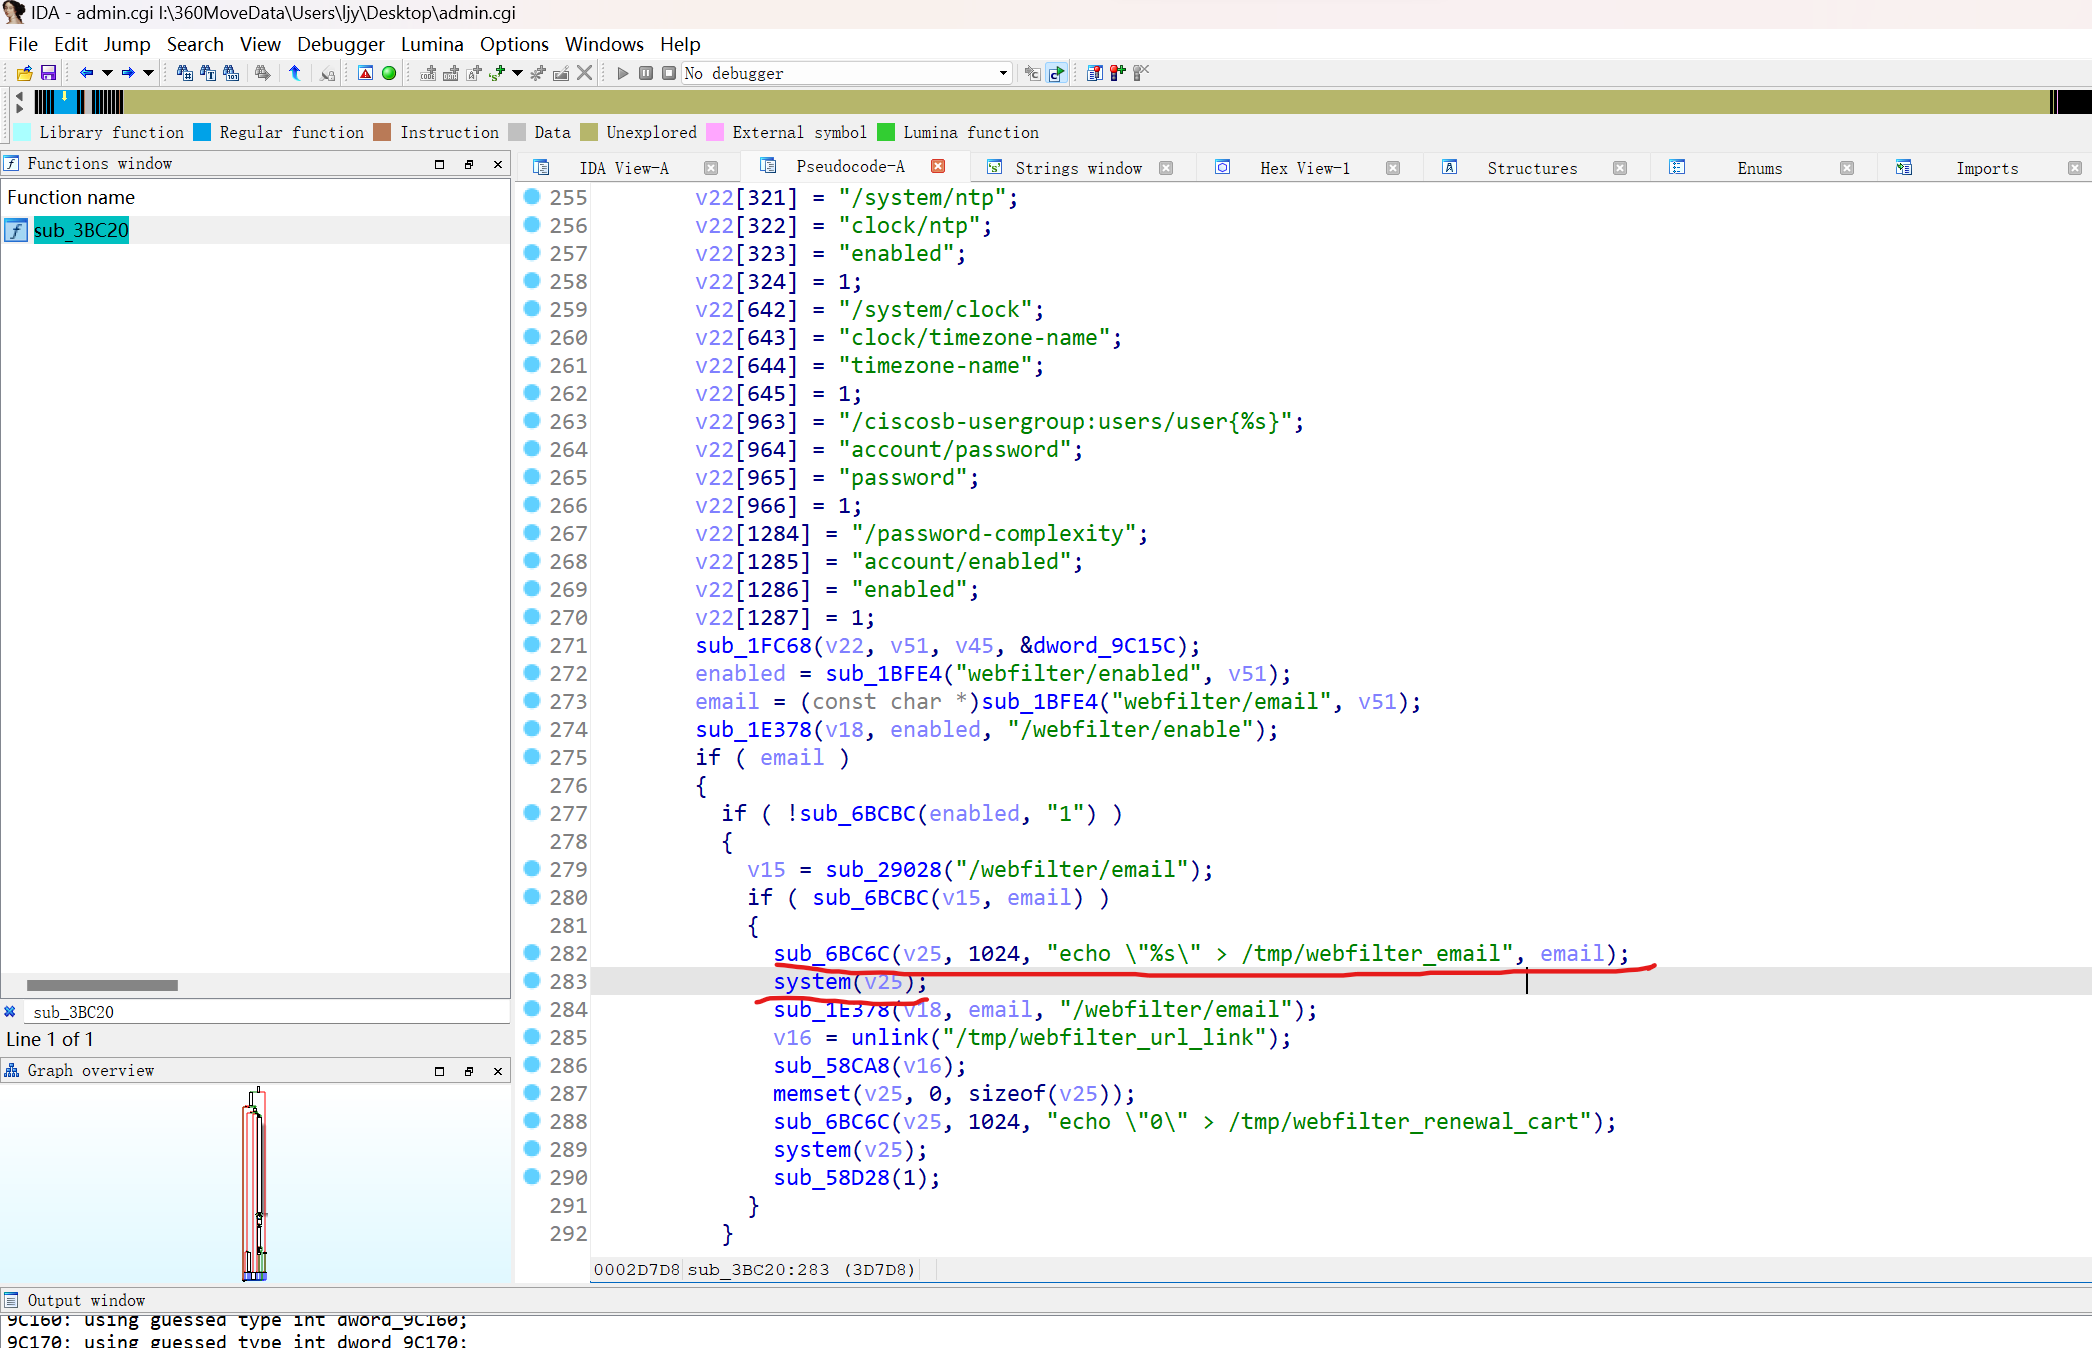 IDA - admin.cgi I:\360MoveData\Users\ljy\Desktop\admin.cgi
File Edit Jump Search View Debugger Lumina Options Windows Help
No debugger
Library function Regular function Instruction Data Unexplored External symbol Lumina function
Functions window
IDA View-A Pseudocode-A Strings window Hex View-1 Structures Enums Imports
Function name
sub_3BC20
255 v22[321] = "/system/ntp";
256 v22[322] = "clock/ntp";
257 v22[323] = "enabled";
258 v22[324] = 1;
259 v22[642] = "/system/clock";
260 v22[643] = "clock/timezone-name";
261 v22[644] = "timezone-name";
262 v22[645] = 1;
263 v22[963] = "/ciscosb-usergroup:users/user{%s}";
264 v22[964] = "account/password";
265 v22[965] = "password";
266 v22[966] = 1;
267 v22[1284] = "/password-complexity";
268 v22[1285] = "account/enabled";
269 v22[1286] = "enabled";
270 v22[1287] = 1;
271 sub_1FC68(v22, v51, v45, &dword_9C15C);
272 enabled = sub_1BFE4("webfilter/enabled", v51);
273 email = (const char *)sub_1BFE4("webfilter/email", v51);
274 sub_1E378(v18, enabled, "/webfilter/enable");
275 if ( email )
276 {
277 if ( !sub_6BCBC(enabled, "1") )
278 {
279 v15 = sub_29028("/webfilter/email");
280 if ( sub_6BCBC(v15, email) )
281 {
282 sub_6BC6C(v25, 1024, "echo \"%s\" > /tmp/webfilter_email", email);
283 system(v25);
284 sub_1E378(v18, email, "/webfilter/email");
285 v16 = unlink("/tmp/webfilter_url_link");
286 sub_58CA8(v16);
287 memset(v25, 0, sizeof(v25));
288 sub_6BC6C(v25, 1024, "echo \"0\" > /tmp/webfilter_renewal_cart");
289 system(v25);
290 sub_58D28(1);
291 }
292 }
sub_3BC20
Line 1 of 1
Graph overview
0002D7D8 sub_3BC20:283 (3D7D8)
Output window
9C160: using guessed type int dword_9C160;
9C170: using guessed type int dword_9C170;